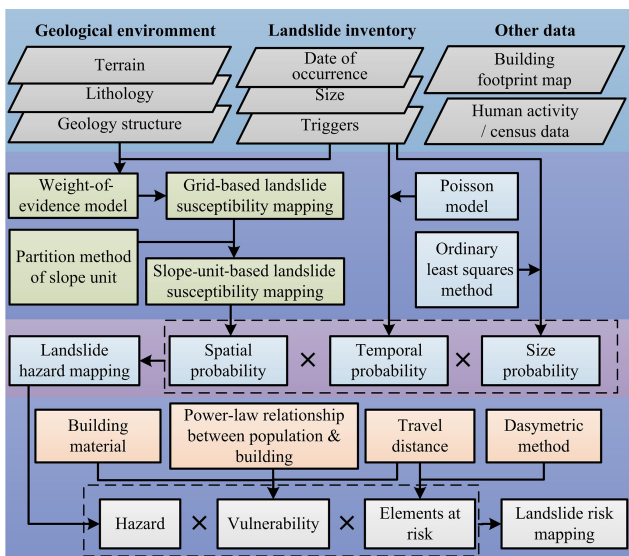 Geological environment
Landslide inventory
Other data
Terrain
Lithology
Geology structure
Date of
occurrence
Size
Triggers
Building
footprint map
Human activity
/ census data
Weight-of-
evidence model
Grid-based landslide
susceptibility mapping
Poisson
model
Partition method
of slope unit
Slope-unit-based landslide
susceptibility mapping
Ordinary
least squares
method
Landslide
hazard mapping
Spatial
probability
×
Temporal
probability
×
Size
probability
Building
material
Power-law relationship
between population &
building
Travel
distance
Dasymetric
method
Hazard
×
Vulnerability
×
Elements at
risk
Landslide risk
mapping